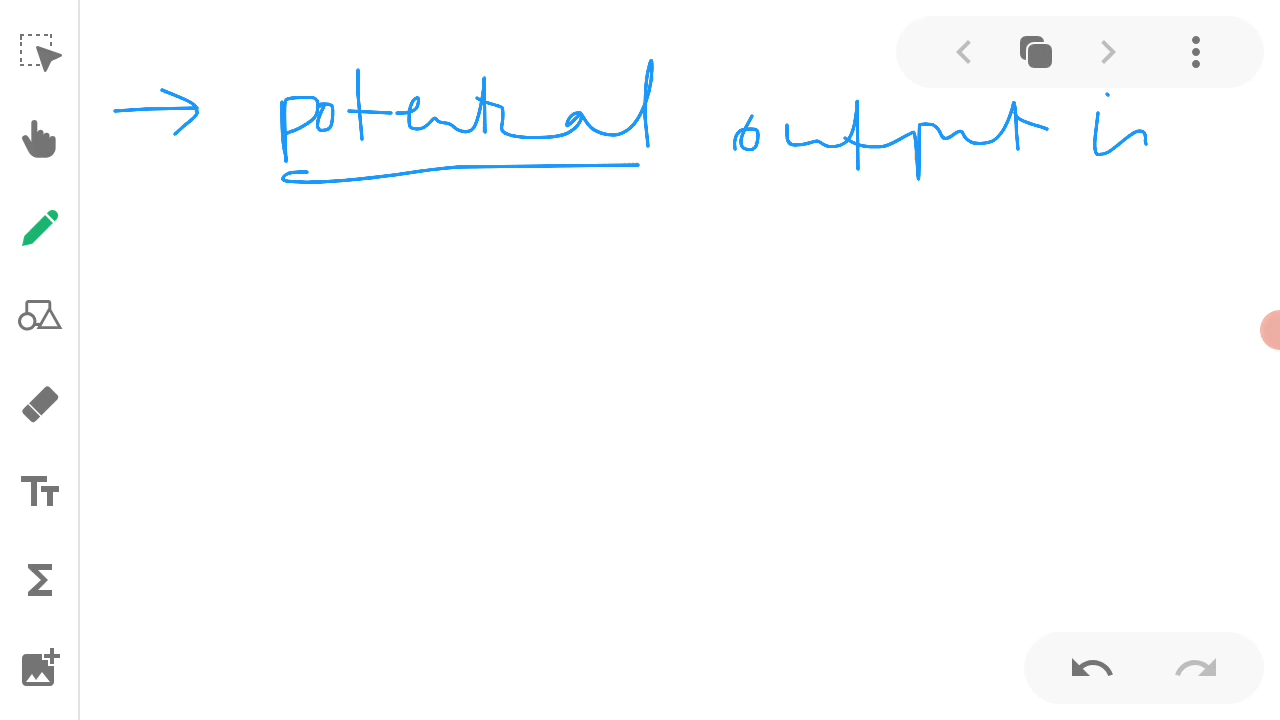 → potential output in